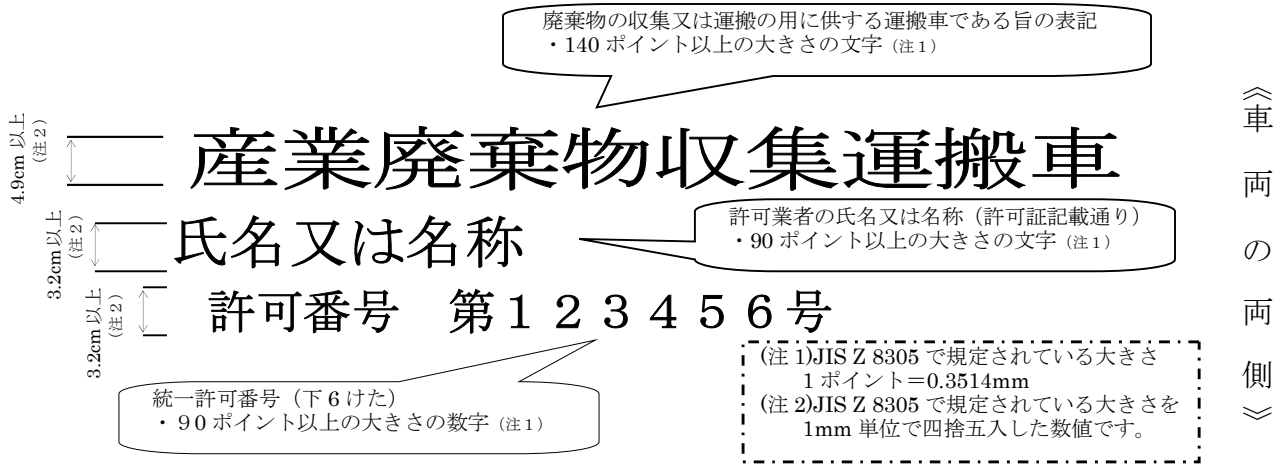 廃棄物の収集又は運搬の用に供する運搬車である旨の表記
・140 ポイント以上の大きさの文字（注１）
4.9cm 以上
（注２）
産業廃棄物収集運搬車
3.2cm 以上
（注２）
氏名又は名称
許可業者の氏名又は名称（許可証記載通り）
・90 ポイント以上の大きさの文字（注１）
3.2cm 以上
（注２）
許可番号　第１２３４５６号
統一許可番号（下６けた）
・９０ポイント以上の大きさの数字（注１）
(注 1)JIS Z 8305 で規定されている大きさ
1 ポイント＝0.3514mm
(注 2)JIS Z 8305 で規定されている大きさを
1mm 単位で四捨五入した数値です。
《車両の両側》